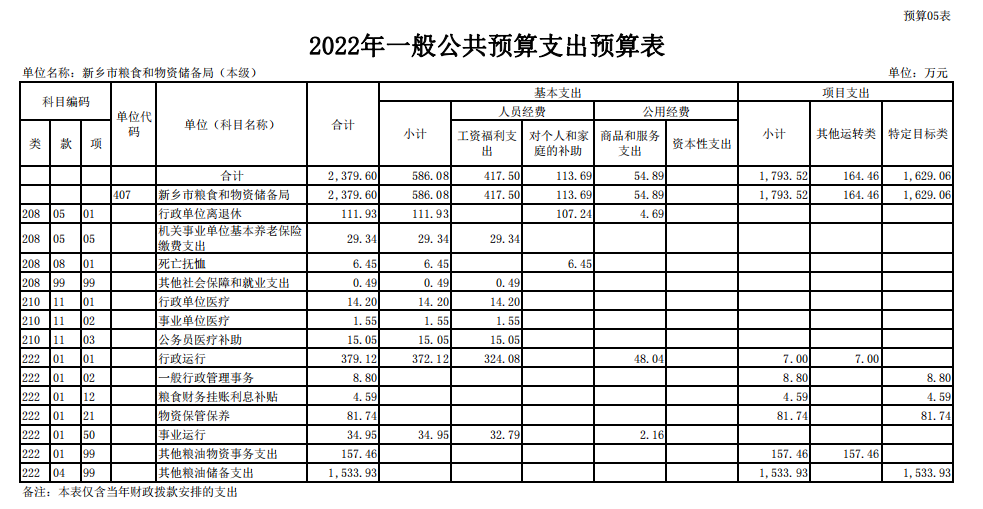 预算05表
2022年一般公共预算支出预算表
单位名称：新乡市粮食和物资储备局（本级） 单位：万元
科目编码 单位代码 单位（科目名称） 合计 基本支出 项目支出
人员经费 公用经费
类 款 项 小计 工资福利支出 对个人和家庭的补助 商品和服务支出 资本性支出 小计 其他运转类 特定目标类
合计 2,379.60 586.08 417.50 113.69 54.89 1,793.52 164.46 1,629.06
407 新乡市粮食和物资储备局 2,379.60 586.08 417.50 113.69 54.89 1,793.52 164.46 1,629.06
208 05 01 行政单位离退休 111.93 111.93 107.24 4.69
208 05 05 机关事业单位基本养老保险缴费支出 29.34 29.34 29.34
208 08 01 死亡抚恤 6.45 6.45 6.45
208 99 99 其他社会保障和就业支出 0.49 0.49 0.49
210 11 01 行政单位医疗 14.20 14.20 14.20
210 11 02 事业单位医疗 1.55 1.55 1.55
210 11 03 公务员医疗补助 15.05 15.05 15.05
222 01 01 行政运行 379.12 372.12 324.08 48.04 7.00 7.00
222 01 02 一般行政管理事务 8.80 8.80 8.80
222 01 12 粮食财务挂账利息补贴 4.59 4.59 4.59
222 01 21 物资保管保养 81.74 81.74 81.74
222 01 50 事业运行 34.95 34.95 32.79 2.16
222 01 99 其他粮油物资事务支出 157.46 157.46 157.46
222 04 99 其他粮油储备支出 1,533.93 1,533.93 1,533.93
备注：本表仅含当年财政拨款安排的支出